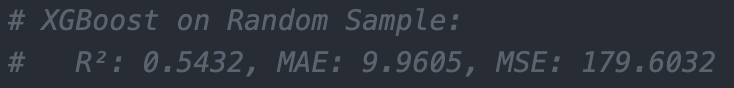 # XGBoost on Random Sample:
#   R²: 0.5432, MAE: 9.9605, MSE: 179.6032